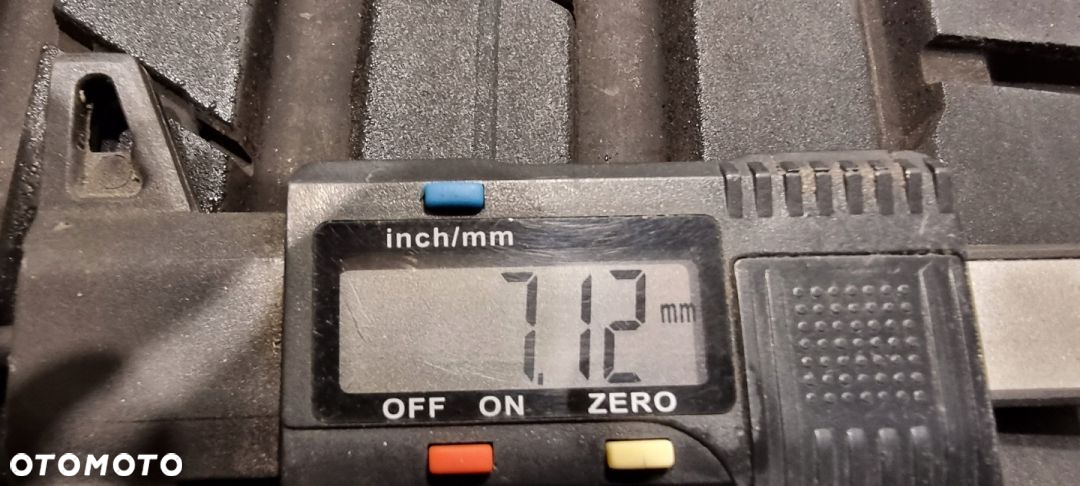 inch/mm
7.12 mm
OFF ON ZERO
OTOMOTO